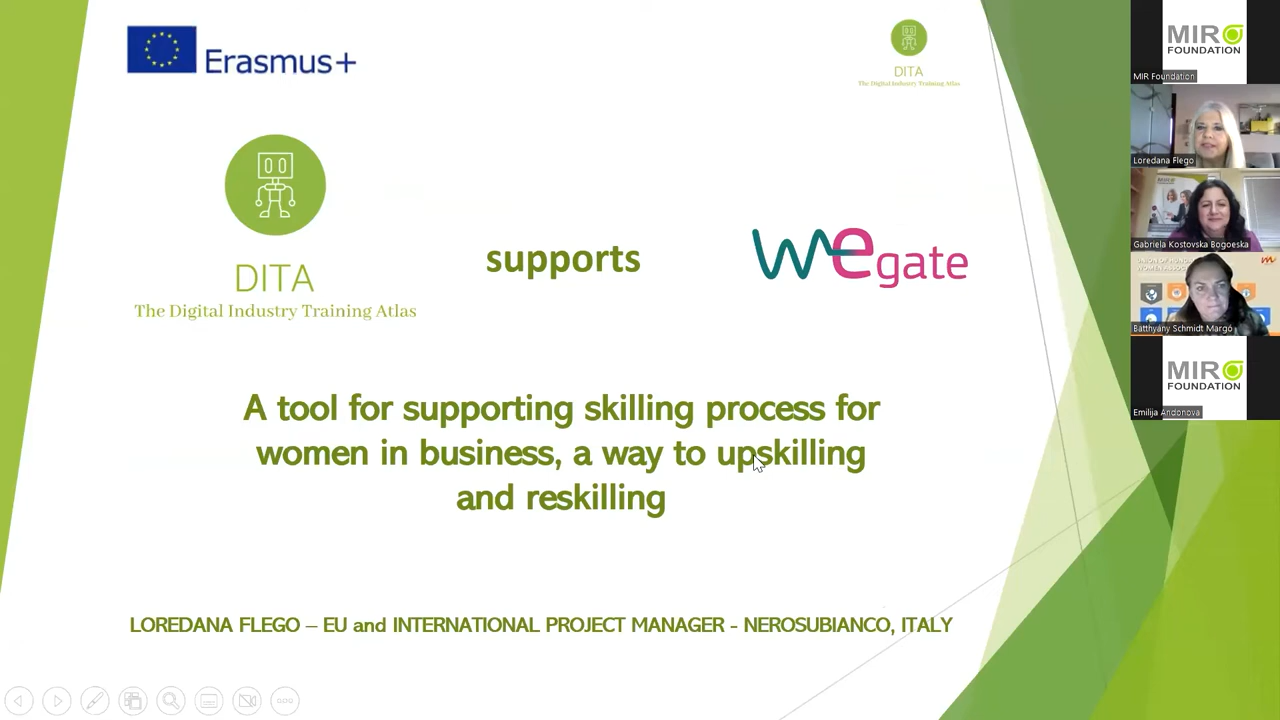 Erasmus+
DITA
The Digital Industry Training Atlas
DITA
The Digital Industry Training Atlas
supports
wegate
A tool for supporting skilling process for
women in business, a way to upskilling
and reskilling
LOREDANA FLEGO – EU and INTERNATIONAL PROJECT MANAGER - NEROSUBIANCO, ITALY
MIR
FOUNDATION
MIR Foundation
Loredana Flego
Gabriela Kostovska Bogoeska
Batthyány Schmidt Margó
MIR
FOUNDATION
Emilija Andonova